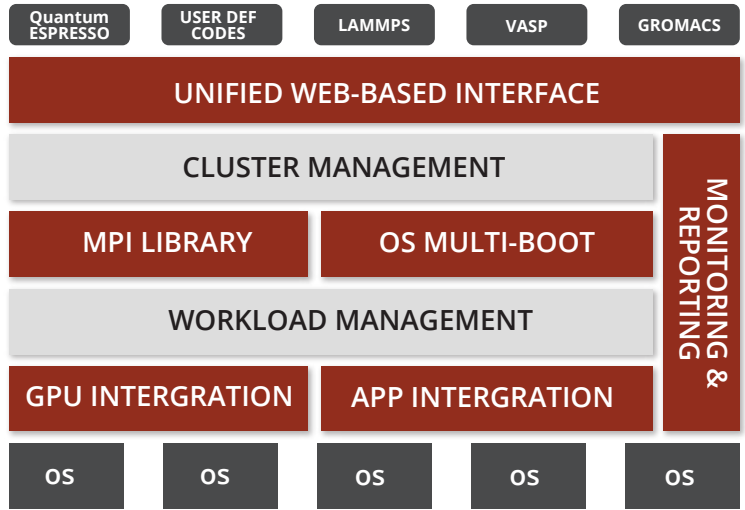 Quantum
ESPRESSO
USER DEF
CODES
LAMMPS
VASP
GROMACS
UNIFIED WEB-BASED INTERFACE
CLUSTER MANAGEMENT
MONITORING &
REPORTING
MPI LIBRARY
OS MULTI-BOOT
WORKLOAD MANAGEMENT
GPU INTERGRATION
APP INTERGRATION
OS
OS
OS
OS
OS